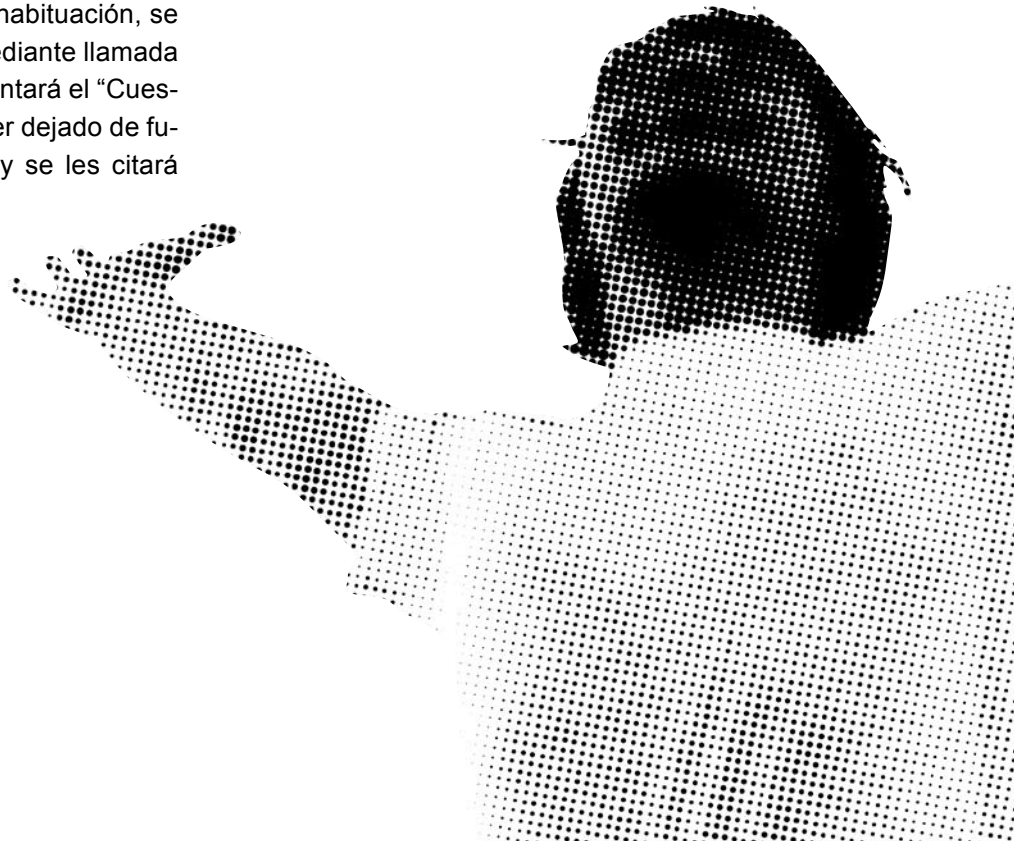 habituación, se
ediante llamada
ntará el “Cues-
er dejado de fu-
y se les citará